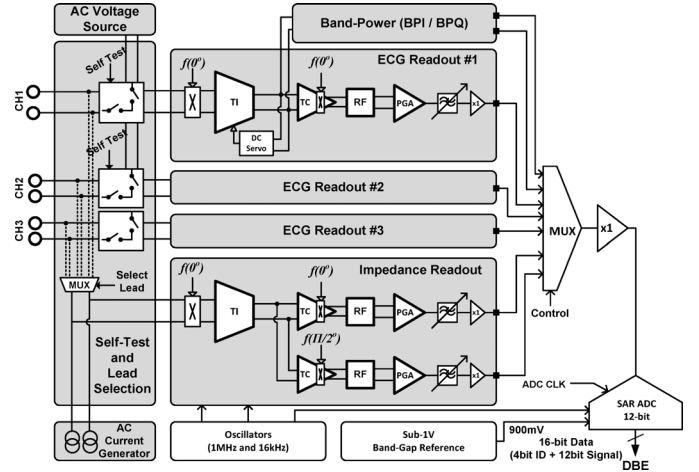 AC Voltage
Source
Band-Power (BPI / BPQ)
Self Test
ECG Readout #1
f(0°)
f(0°)
CH1
TI
TC
RF
PGA
x1
DC
Servo
Self Test
CH2
ECG Readout #2
CH3
ECG Readout #3
MUX
x1
MUX
Select
Lead
Control
Impedance Readout
f(0°)
f(0°)
TI
TC
RF
PGA
x1
f(Π/2°)
TC
RF
PGA
x1
Self-Test
and
Lead
Selection
ADC CLK
SAR ADC
12-bit
AC
Current
Generator
Oscillators
(1MHz and 16kHz)
Sub-1V
Band-Gap Reference
900mV
16-bit Data
(4bit ID + 12bit Signal)
DBE